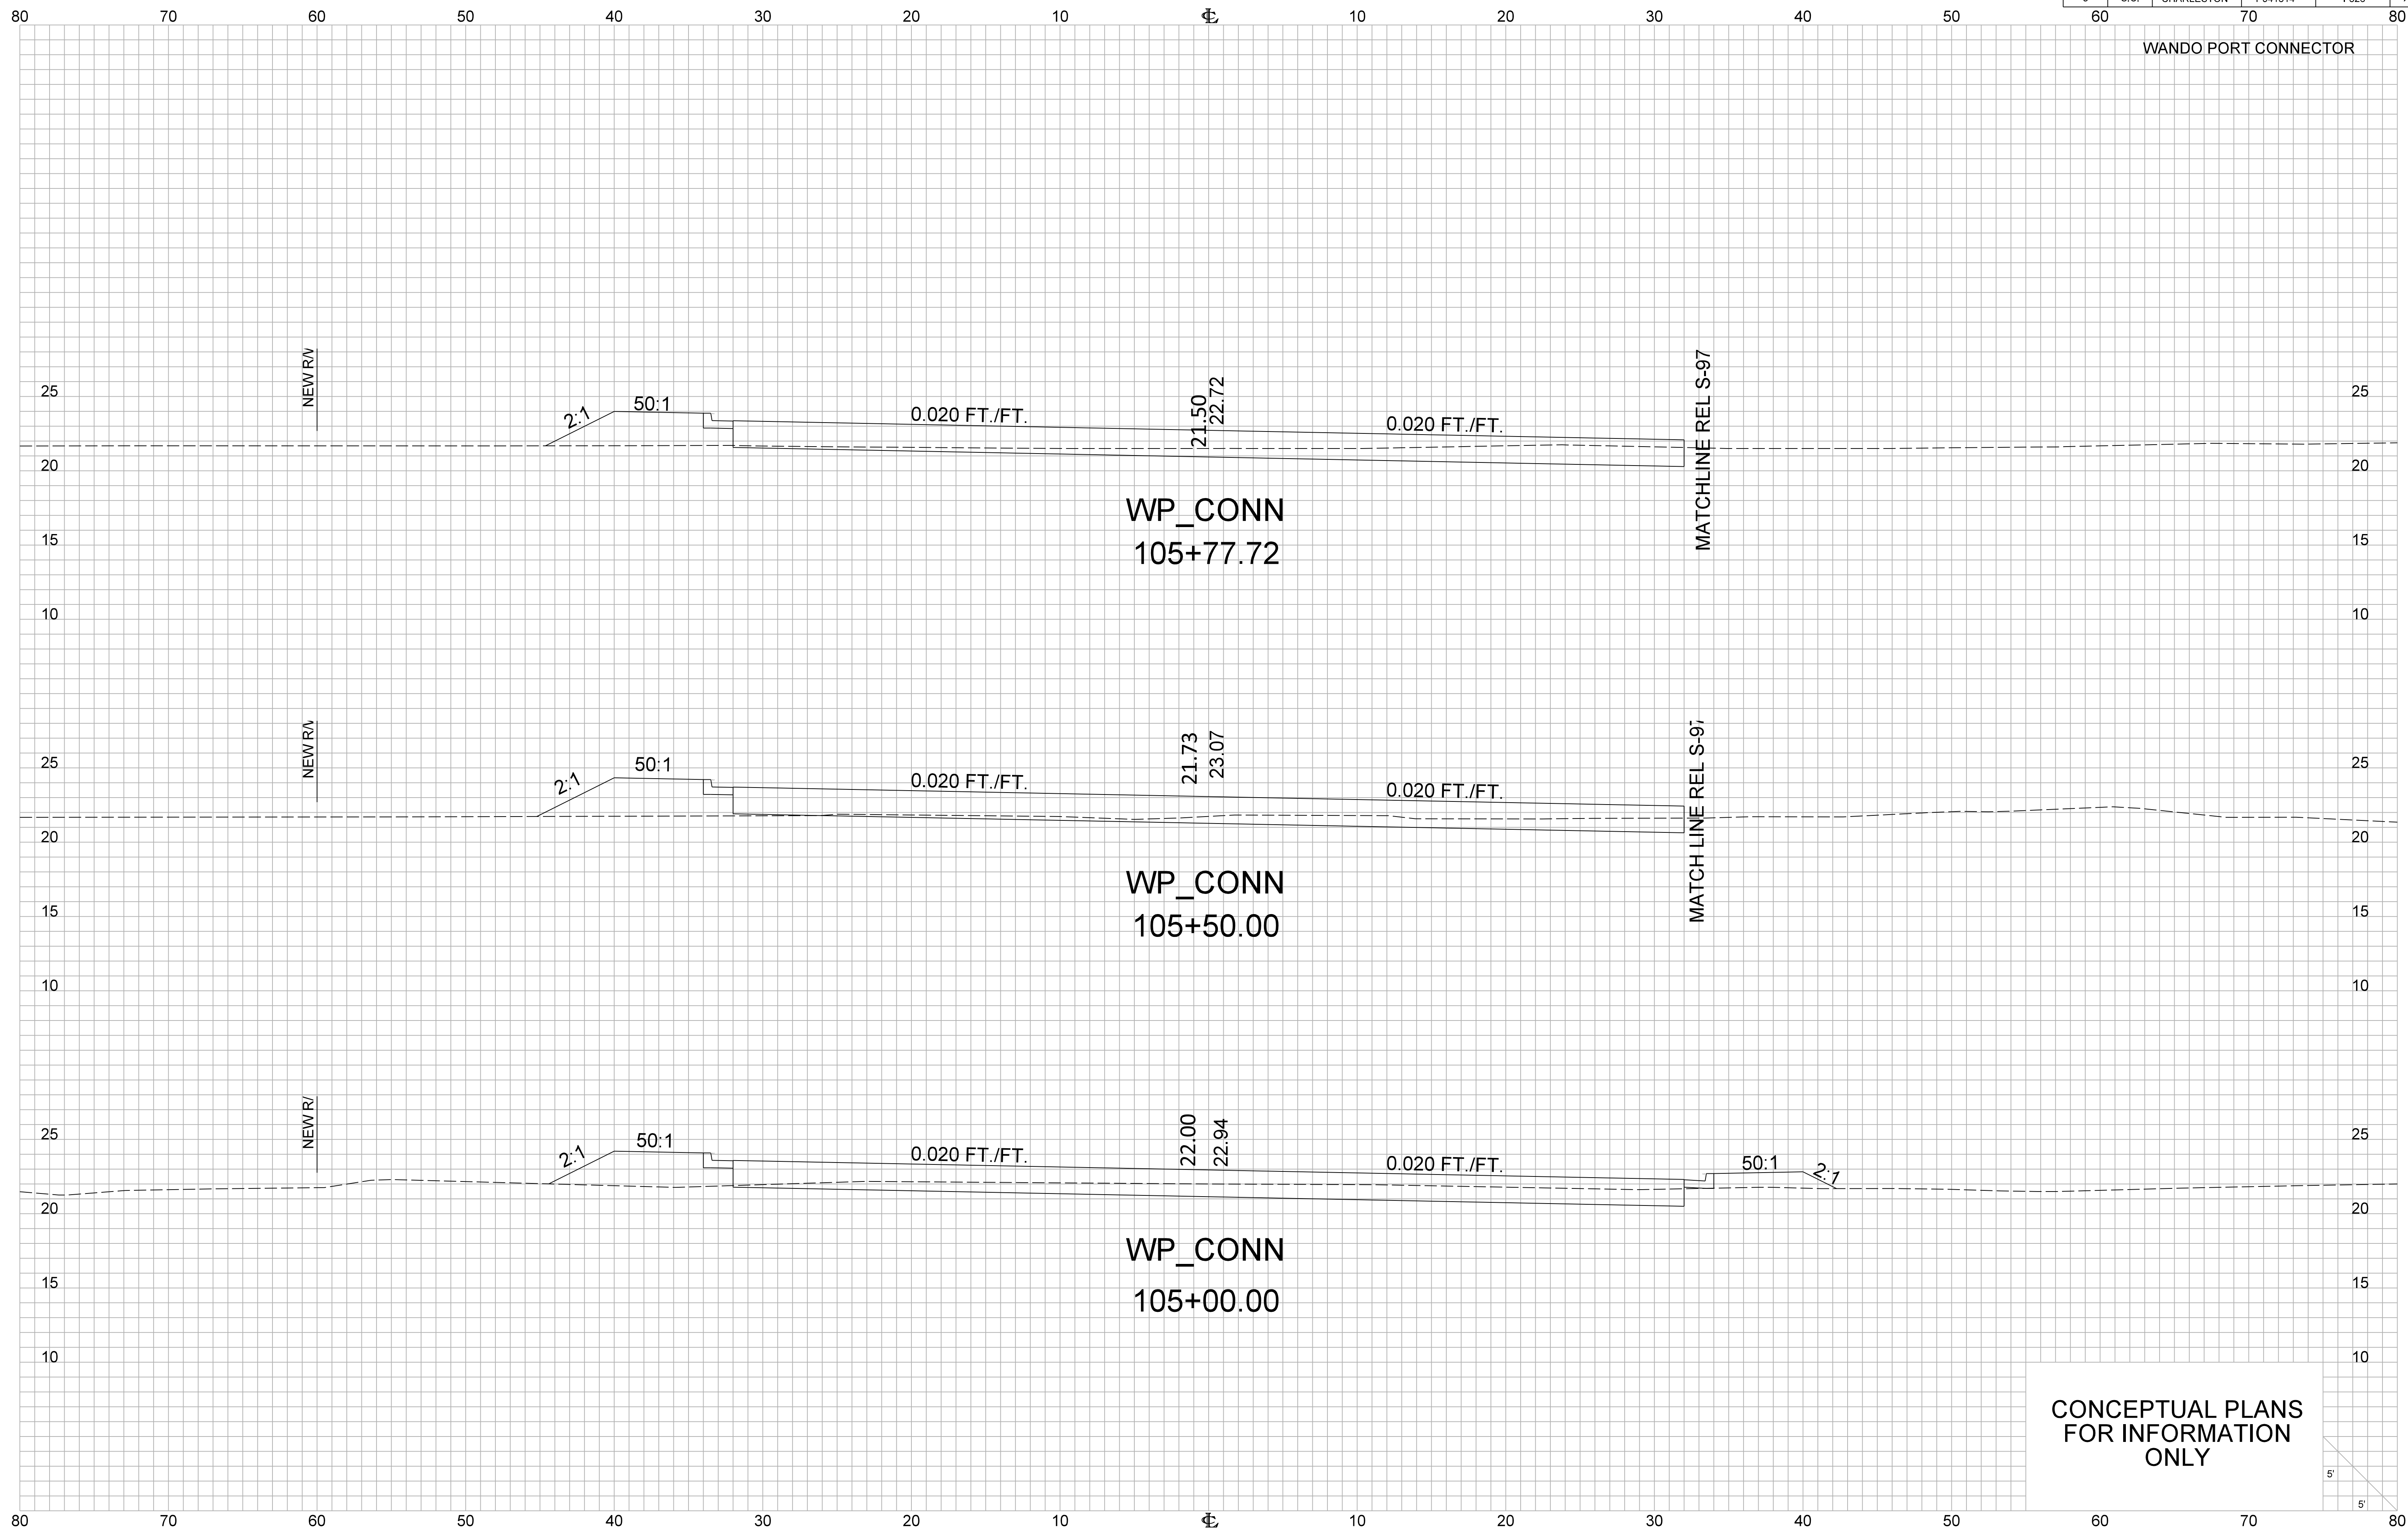 80 70 60 50 40 30 20 10 ℄ 10 20 30 40 50 60 70 80
WANDO PORT CONNECTOR
NEW R/W
MATCHLINE REL S-97
25 25
2:1 50:1 0.020 FT./FT. 21.50 22.72 0.020 FT./FT.
20 20
WP_CONN
15 15
105+77.72
10 10
NEW R/W
MATCH LINE REL S-97
25 25
2:1 50:1 0.020 FT./FT. 21.73 23.07 0.020 FT./FT.
20 20
WP_CONN
15 15
105+50.00
10 10
NEW R/
25 25
2:1 50:1 0.020 FT./FT. 22.00 22.94 0.020 FT./FT. 50:1 2:1
20 20
WP_CONN
15 15
105+00.00
10 10
CONCEPTUAL PLANS
FOR INFORMATION
ONLY
5'
5'
80 70 60 50 40 30 20 10 ℄ 10 20 30 40 50 60 70 80